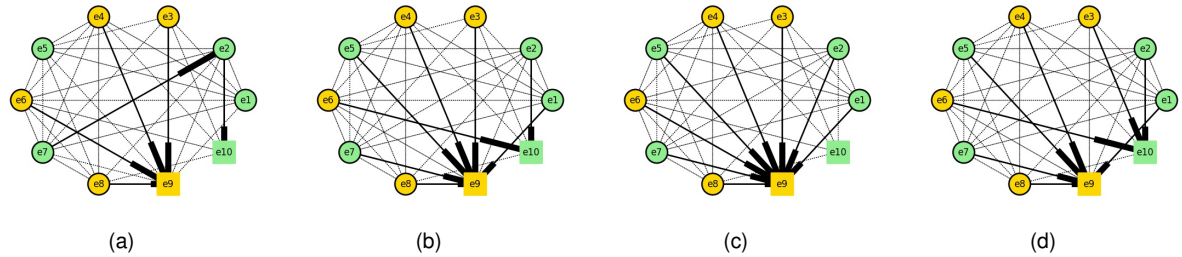 e4 e3 e4 e3 e4 e3 e4 e3
e5 e2 e5 e2 e5 e2 e5 e2
e6 e1 e6 e1 e6 e1 e6 e1
e7 e10 e7 e10 e7 e10 e7 e10
e8 e9 e8 e9 e8 e9 e8 e9
(a) (b) (c) (d)